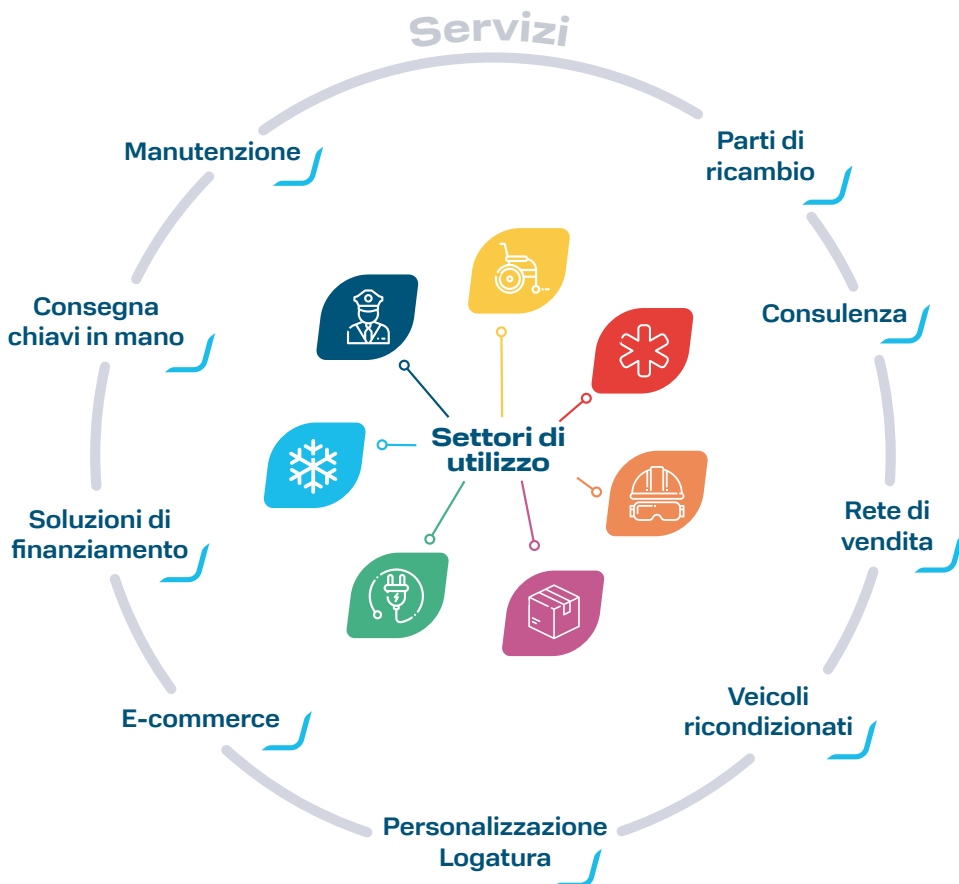 Servizi
Manutenzione
Parti di
ricambio
Consegna
chiavi in mano
Consulenza
Settori di
utilizzo
Soluzioni di
finanziamento
Rete di
vendita
E-commerce
Veicoli
ricondizionati
Personalizzazione
Logatura